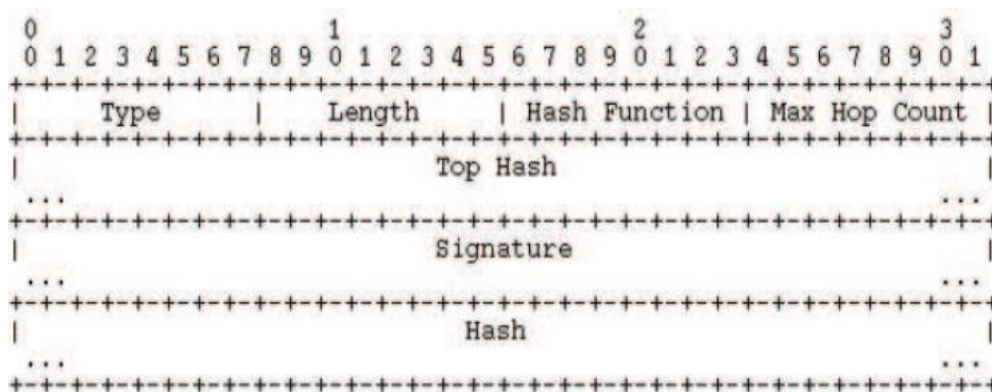 0 1 2 3
0 1 2 3 4 5 6 7 8 9 0 1 2 3 4 5 6 7 8 9 0 1 2 3 4 5 6 7 8 9 0 1
+-+-+-+-+-+-+-+-+-+-+-+-+-+-+-+-+-+-+-+-+-+-+-+-+-+-+-+-+-+-+-+-+
| Type | Length | Hash Function | Max Hop Count |
+-+-+-+-+-+-+-+-+-+-+-+-+-+-+-+-+-+-+-+-+-+-+-+-+-+-+-+-+-+-+-+-+
| Top Hash |
... ...
+-+-+-+-+-+-+-+-+-+-+-+-+-+-+-+-+-+-+-+-+-+-+-+-+-+-+-+-+-+-+-+-+
| Signature |
... ...
+-+-+-+-+-+-+-+-+-+-+-+-+-+-+-+-+-+-+-+-+-+-+-+-+-+-+-+-+-+-+-+-+
| Hash |
... ...
+-+-+-+-+-+-+-+-+-+-+-+-+-+-+-+-+-+-+-+-+-+-+-+-+-+-+-+-+-+-+-+-+